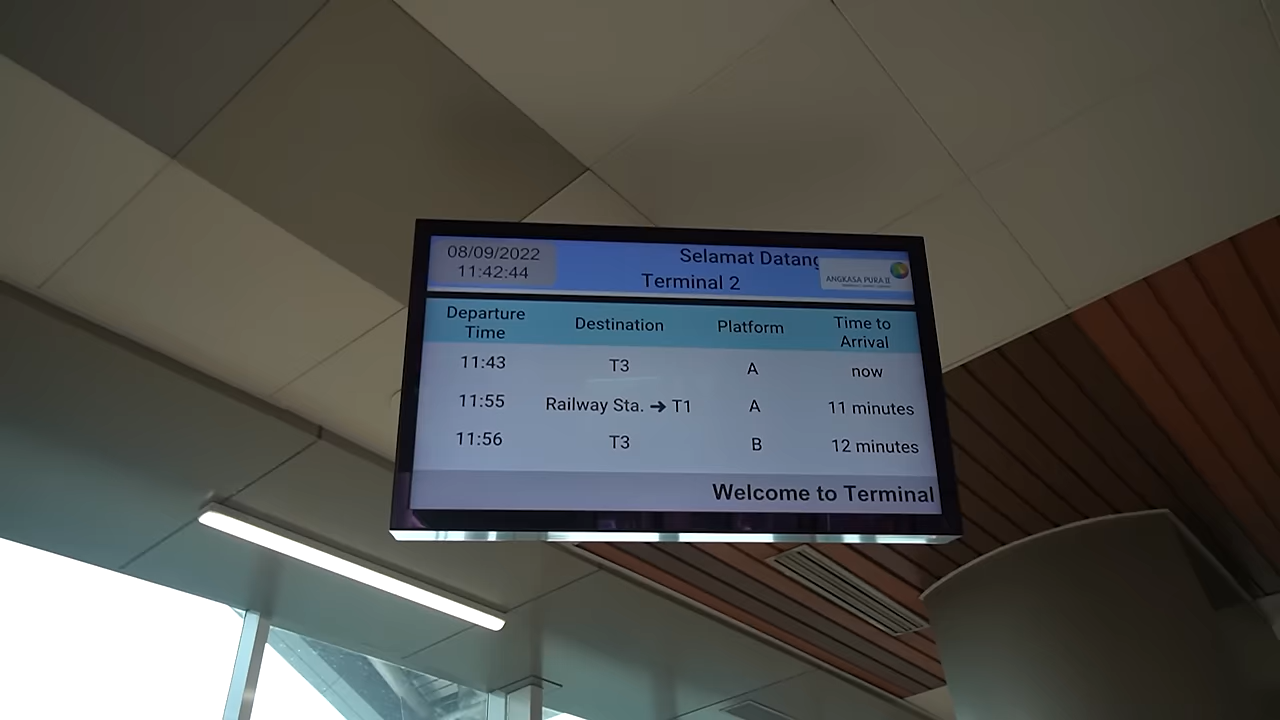 08/09/2022
11:42:44
Selamat Datang
Terminal 2
ANGKASA PURA II
Departure Time Destination Platform Time to Arrival
11:43 T3 A now
11:55 Railway Sta. ➔ T1 A 11 minutes
11:56 T3 B 12 minutes
Welcome to Terminal